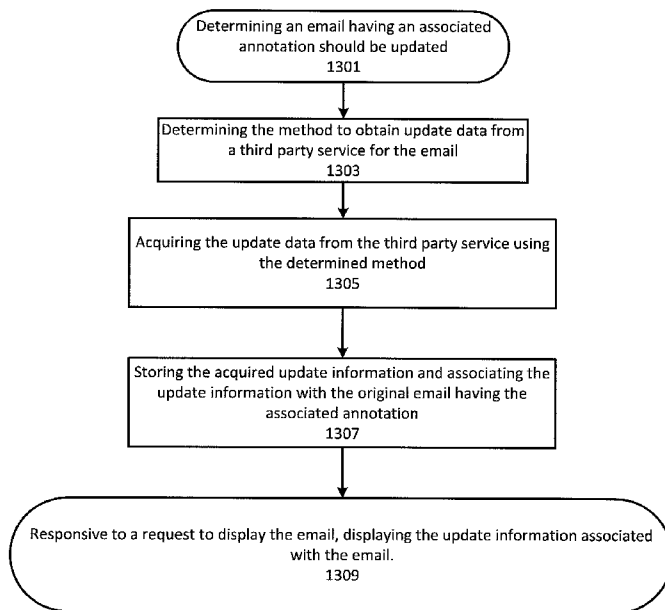 Determining an email having an associated
annotation should be updated
1301
Determining the method to obtain update data from
a third party service for the email
1303
Acquiring the update data from the third party service using
the determined method
1305
Storing the acquired update information and associating the
update information with the original email having the
associated annotation
1307
Responsive to a request to display the email, displaying the update information associated
with the email.
1309